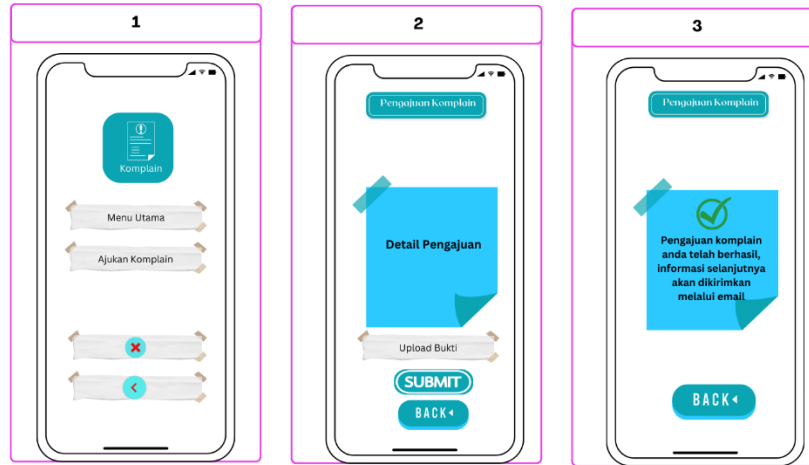 1
Komplain
Menu Utama
Ajukan Komplain
2
Pengajuan Komplain
Detail Pengajuan
Upload Bukti
SUBMIT
BACK
3
Pengajuan Komplain
Pengajuan komplain
anda telah berhasil,
informasi selanjutnya
akan dikirimkan
melalui email
BACK